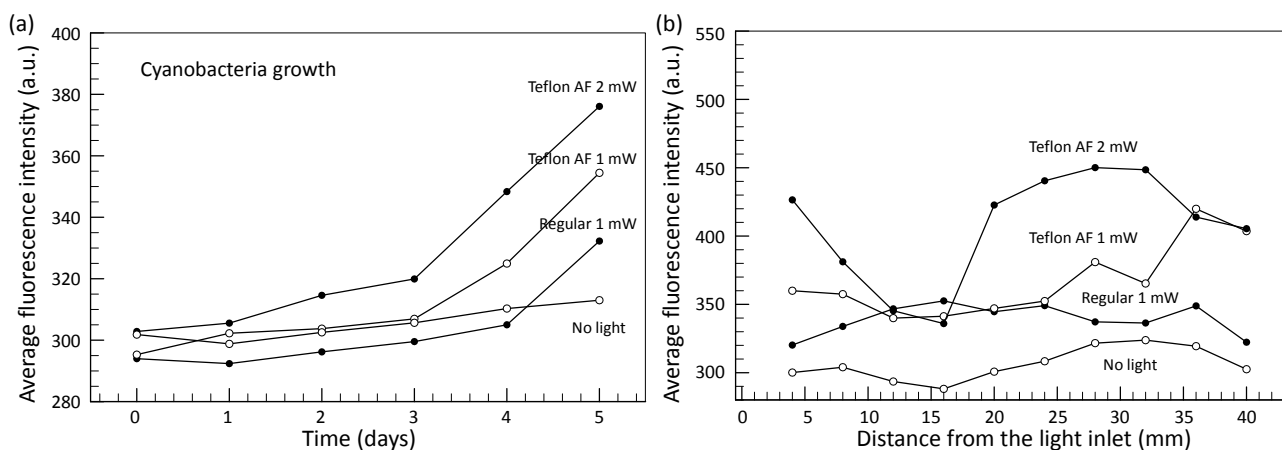 (a)
Average fluorescence intensity (a.u.)
400
380
360
340
320
300
280
Cyanobacteria growth
Teflon AF 2 mW
Teflon AF 1 mW
Regular 1 mW
No light
0 1 2 3 4 5
Time (days)
(b)
Average fluorescence intensity (a.u.)
550
500
450
400
350
300
Teflon AF 2 mW
Teflon AF 1 mW
Regular 1 mW
No light
0 5 10 15 20 25 30 35 40
Distance from the light inlet (mm)